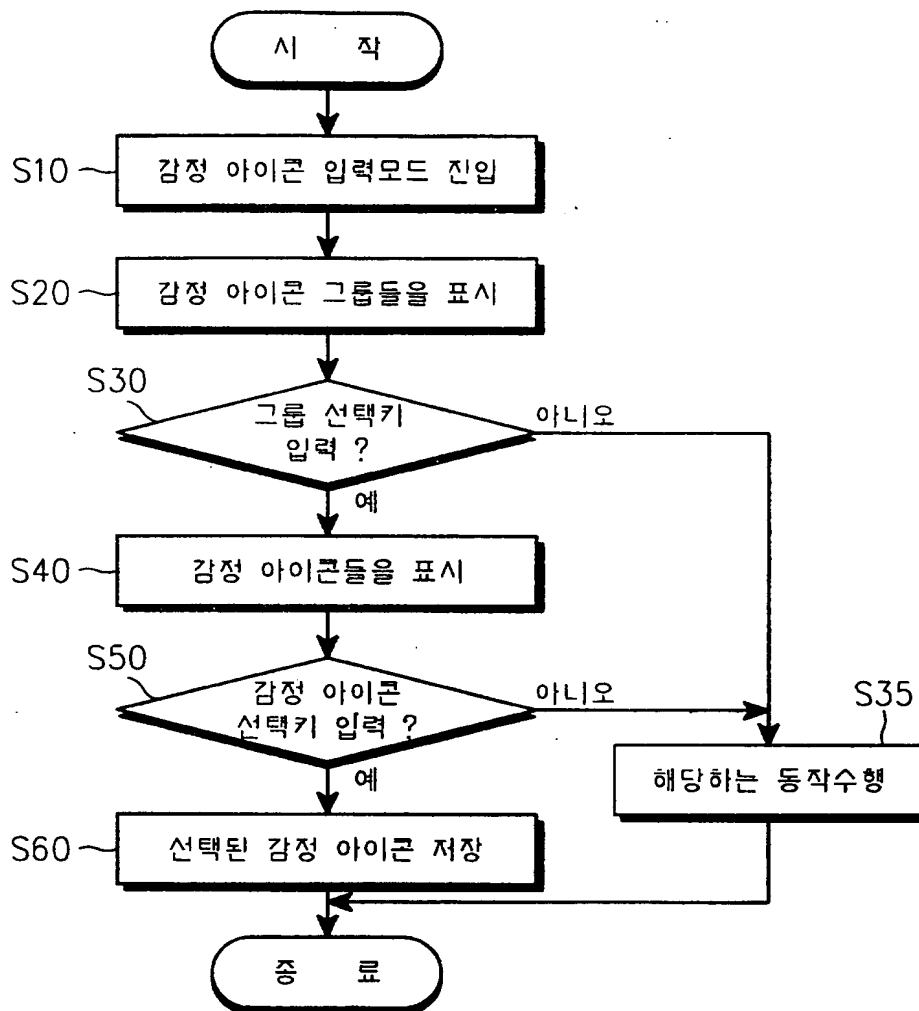 시 작
S10
감정 아이콘 입력모드 진입
S20
감정 아이콘 그룹들을 표시
S30
그룹 선택키
입력 ?
아니오
예
S40
감정 아이콘들을 표시
S50
감정 아이콘
선택키 입력 ?
아니오
예
S35
해당하는 동작수행
S60
선택된 감정 아이콘 저장
종 료